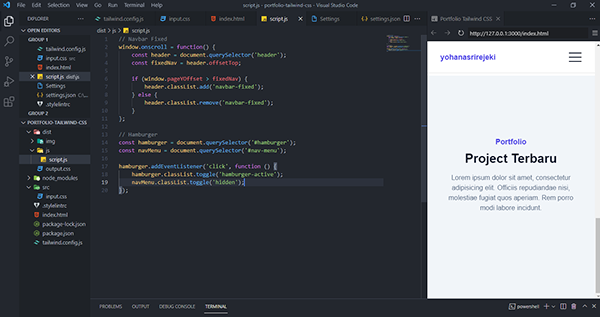 File Edit Selection View Go Run Terminal Help
script.js - portfolio-tailwind-css - Visual Studio Code
EXPLORER
OPEN EDITORS
GROUP 1
tailwind.config.js
input.css src
index.html
script.js dist\js
Settings
settings.json C:\
.stylelintrc
PORTFOLIO-TAILWIND-CSS
dist
img
js
script.js
output.css
node_modules
src
input.css
.stylelintrc
index.html
package-lock.json
package.json
tailwind.config.js
tailwind.config.js input.css index.html script.js Settings settings.json
dist > js > script.js > ...
// Navbar Fixed
window.onscroll = function() {
const header = document.querySelector('header');
const fixedNav = header.offsetTop;
if (window.pageYOffset > fixedNav) {
header.classList.add('navbar-fixed');
} else {
header.classList.remove('navbar-fixed');
}
};
// Hamburger
const hamburger = document.querySelector('#hamburger');
const navMenu = document.querySelector('#nav-menu');
hamburger.addEventListener('click', function () {
hamburger.classList.toggle('hamburger-active');
19 navMenu.classList.toggle('hidden');
});
PROBLEMS OUTPUT DEBUG CONSOLE TERMINAL
powershell
Portfolio Tailwind CSS
http://127.0.0.1:3000/index.html
yohanasrirejeki
Portfolio
Project Terbaru
Lorem ipsum dolor sit amet, consectetur
adipisicing elit. Officiis repudiandae nisi,
molestiae fugiat quos aperiam. Rem porro
modi labore incidunt.